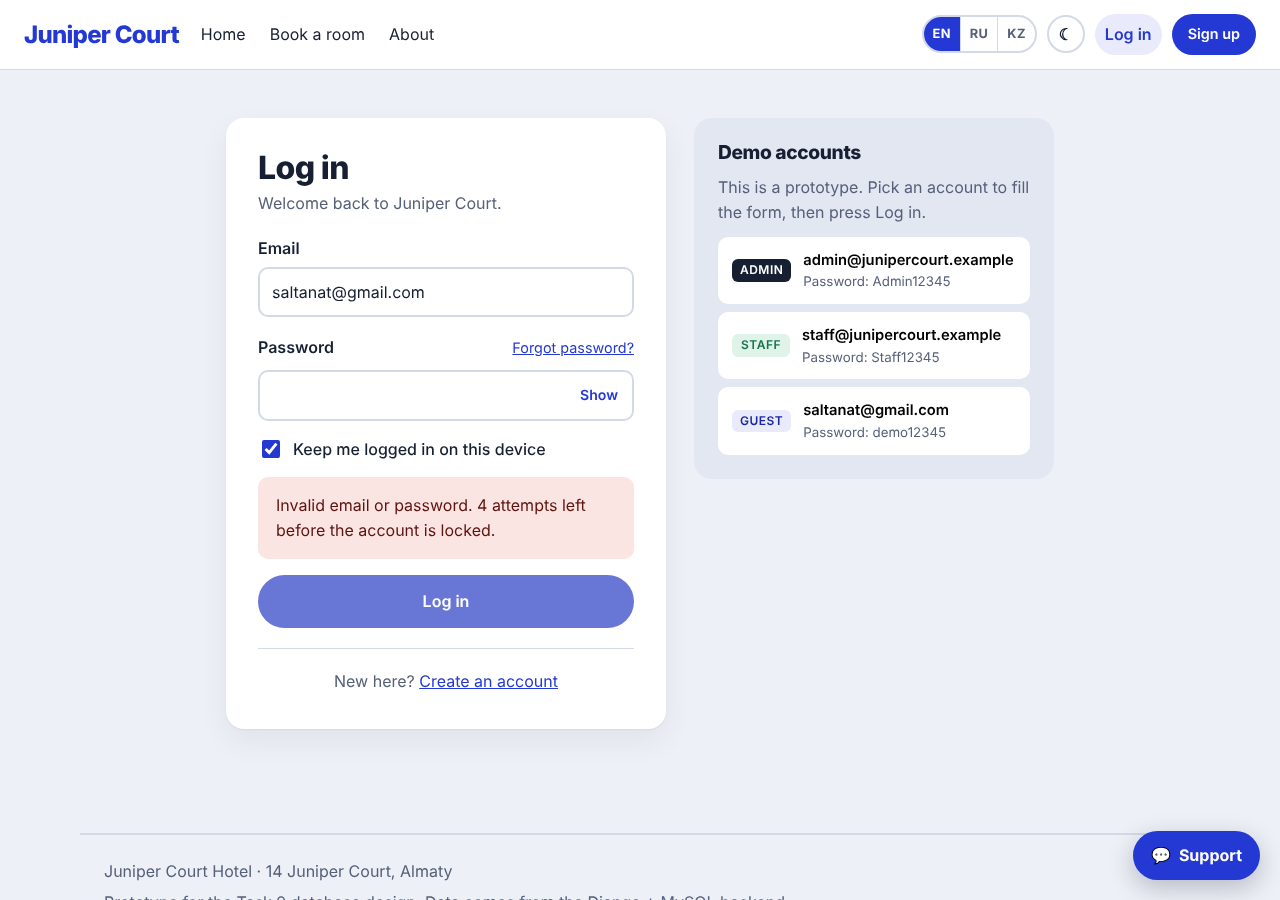 Juniper Court Home Book a room About EN RU KZ Log in Sign up
Log in
Welcome back to Juniper Court.
Email
saltanat@gmail.com
Password Forgot password?
Show
Keep me logged in on this device
Invalid email or password. 4 attempts left
before the account is locked.
Log in
New here? Create an account
Demo accounts
This is a prototype. Pick an account to fill
the form, then press Log in.
ADMIN admin@junipercourt.example
Password: Admin12345
STAFF staff@junipercourt.example
Password: Staff12345
GUEST saltanat@gmail.com
Password: demo12345
Juniper Court Hotel · 14 Juniper Court, Almaty
Support